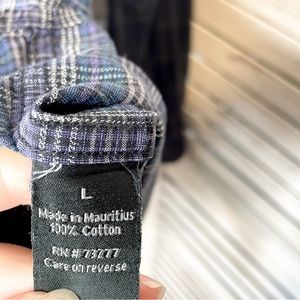 L
Made in Mauritius
100% Cotton
RN# 73277
Care on reverse